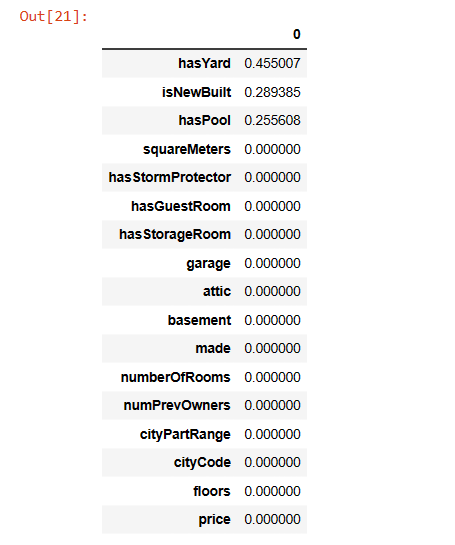 Out[21]:
0
hasYard 0.455007
isNewBuilt 0.289385
hasPool 0.255608
squareMeters 0.000000
hasStormProtector 0.000000
hasGuestRoom 0.000000
hasStorageRoom 0.000000
garage 0.000000
attic 0.000000
basement 0.000000
made 0.000000
numberOfRooms 0.000000
numPrevOwners 0.000000
cityPartRange 0.000000
cityCode 0.000000
floors 0.000000
price 0.000000